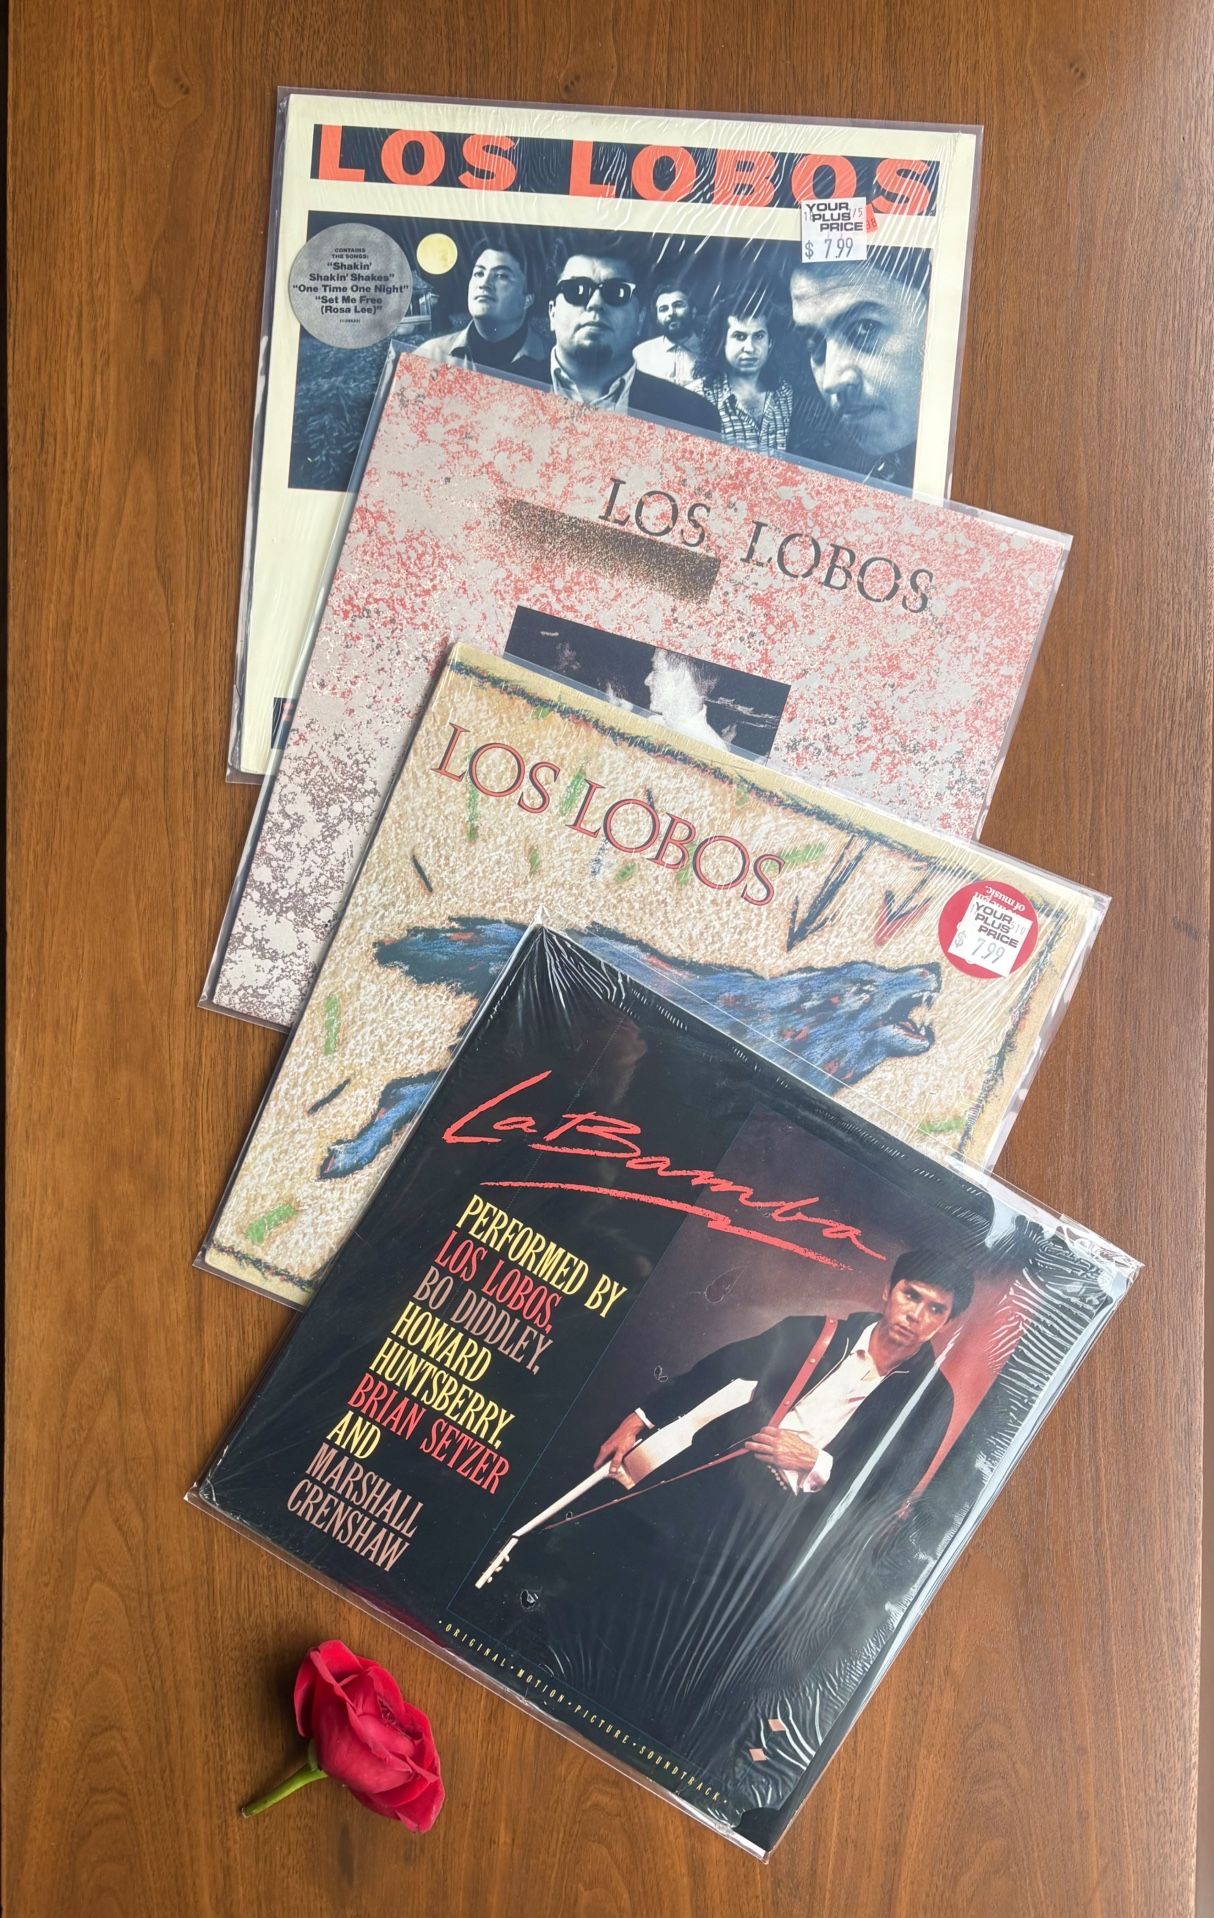 LOS LOBOS
YOUR
PLUS
PRICE
$ 7.99
CONTAINS
THE SONGS:
"Shakin'
Shakin' Shakes"
"One Time One Night"
"Set Me Free
(Rosa Lee)"
LOS LOBOS
LOS LOBOS
of music.
YOUR
PLUS
PRICE
$ 7.99
La Bamba
PERFORMED BY
LOS LOBOS,
BO DIDDLEY,
HOWARD
HUNTSBERRY,
BRIAN SETZER
AND
MARSHALL
CRENSHAW
•ORIGINAL•MOTION•PICTURE•SOUNDTRACK•